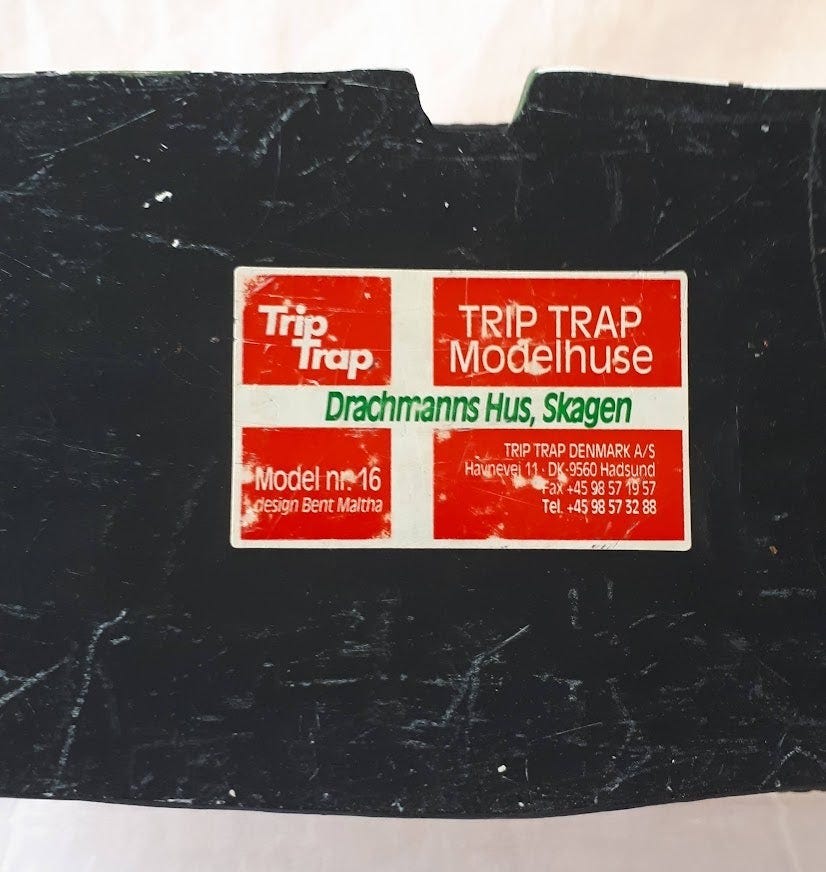 Trip
Trap
TRIP TRAP
Modelhuse
Drachmanns Hus, Skagen
Model nr. 16
design Bent Maltha
TRIP TRAP DENMARK A/S
Havnevej 11 · DK-9560 Hadsund
Fax +45 98 57 19 57
Tel. +45 98 57 32 88